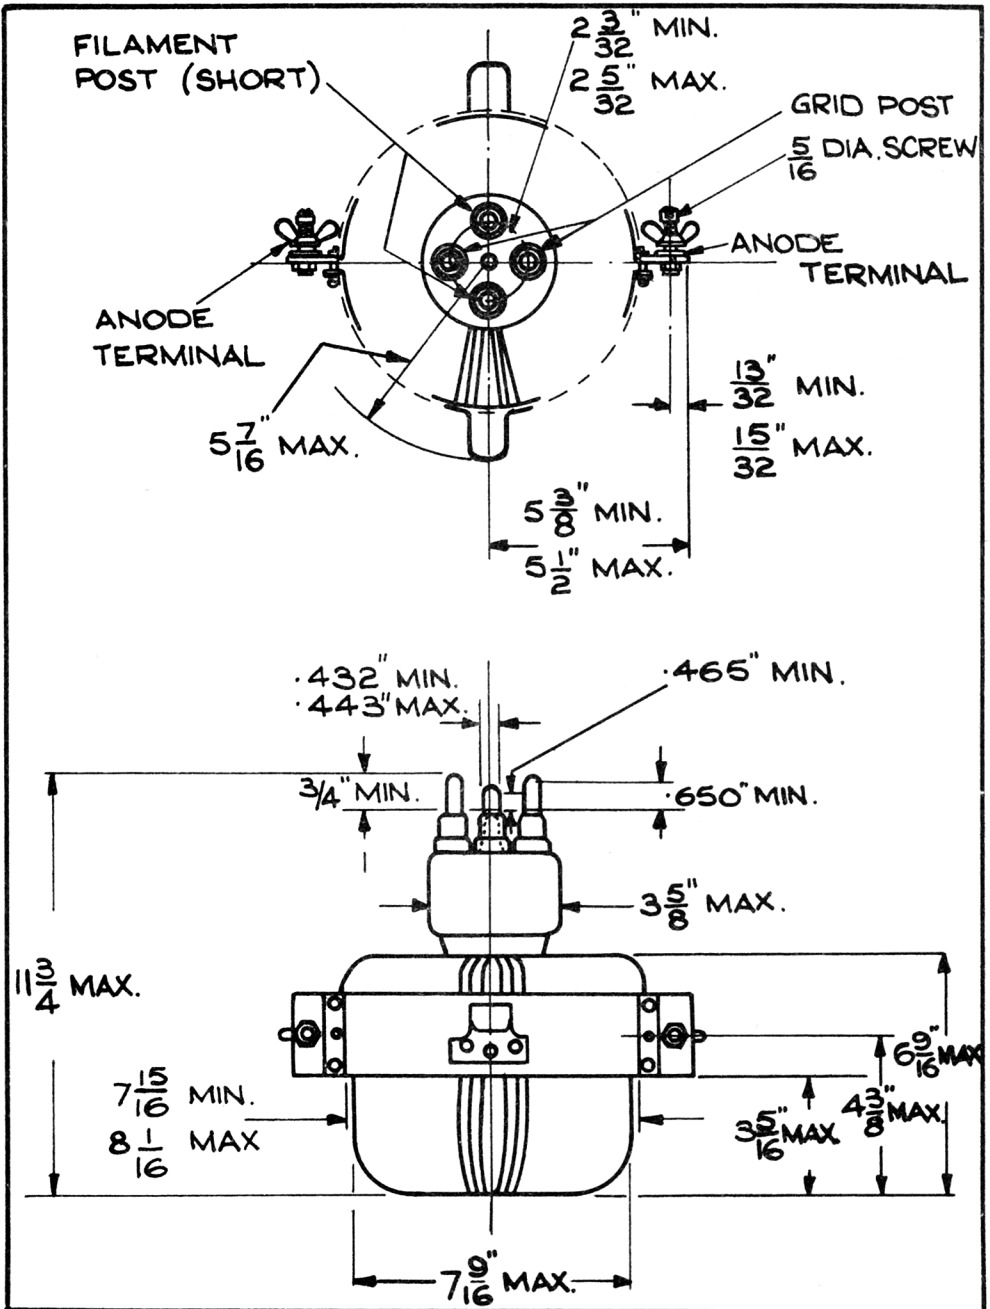 FILAMENT
POST (SHORT)
2 3/32" MIN.
2 5/32" MAX.
GRID POST
5/16 DIA. SCREW
ANODE
TERMINAL
ANODE
TERMINAL
5 7/16" MAX.
13/32" MIN.
15/32" MAX.
5 3/8" MIN.
5 1/2" MAX.
.432" MIN.
.443" MAX.
.465" MIN.
3/4" MIN.
.650" MIN.
3 5/8" MAX.
11 3/4 MAX.
6 9/16" MAX
7 15/16 MIN.
8 1/16 MAX
3 5/16" MAX
4 3/8" MAX.
7 9/16" MAX.